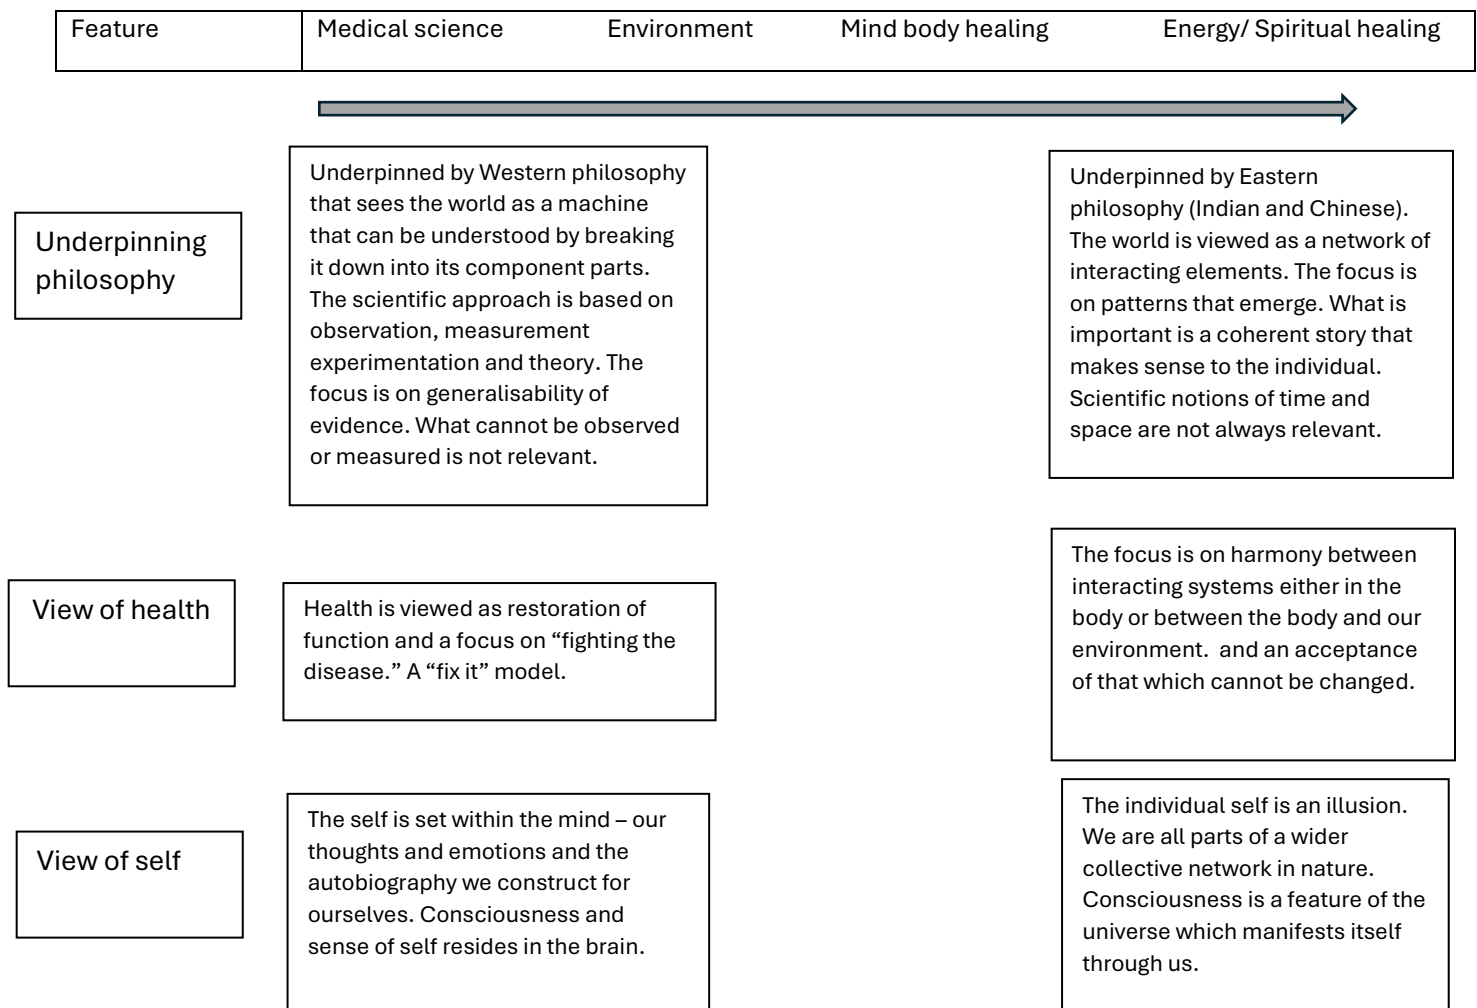 Feature Medical science Environment Mind body healing Energy/ Spiritual healing
Underpinning
philosophy
Underpinned by Western philosophy
that sees the world as a machine
that can be understood by breaking
it down into its component parts.
The scientific approach is based on
observation, measurement
experimentation and theory. The
focus is on generalisability of
evidence. What cannot be observed
or measured is not relevant.
Underpinned by Eastern
philosophy (Indian and Chinese).
The world is viewed as a network of
interacting elements. The focus is
on patterns that emerge. What is
important is a coherent story that
makes sense to the individual.
Scientific notions of time and
space are not always relevant.
View of health
Health is viewed as restoration of
function and a focus on “fighting the
disease.” A “fix it” model.
The focus is on harmony between
interacting systems either in the
body or between the body and our
environment.  and an acceptance
of that which cannot be changed.
View of self
The self is set within the mind – our
thoughts and emotions and the
autobiography we construct for
ourselves. Consciousness and
sense of self resides in the brain.
The individual self is an illusion.
We are all parts of a wider
collective network in nature.
Consciousness is a feature of the
universe which manifests itself
through us.